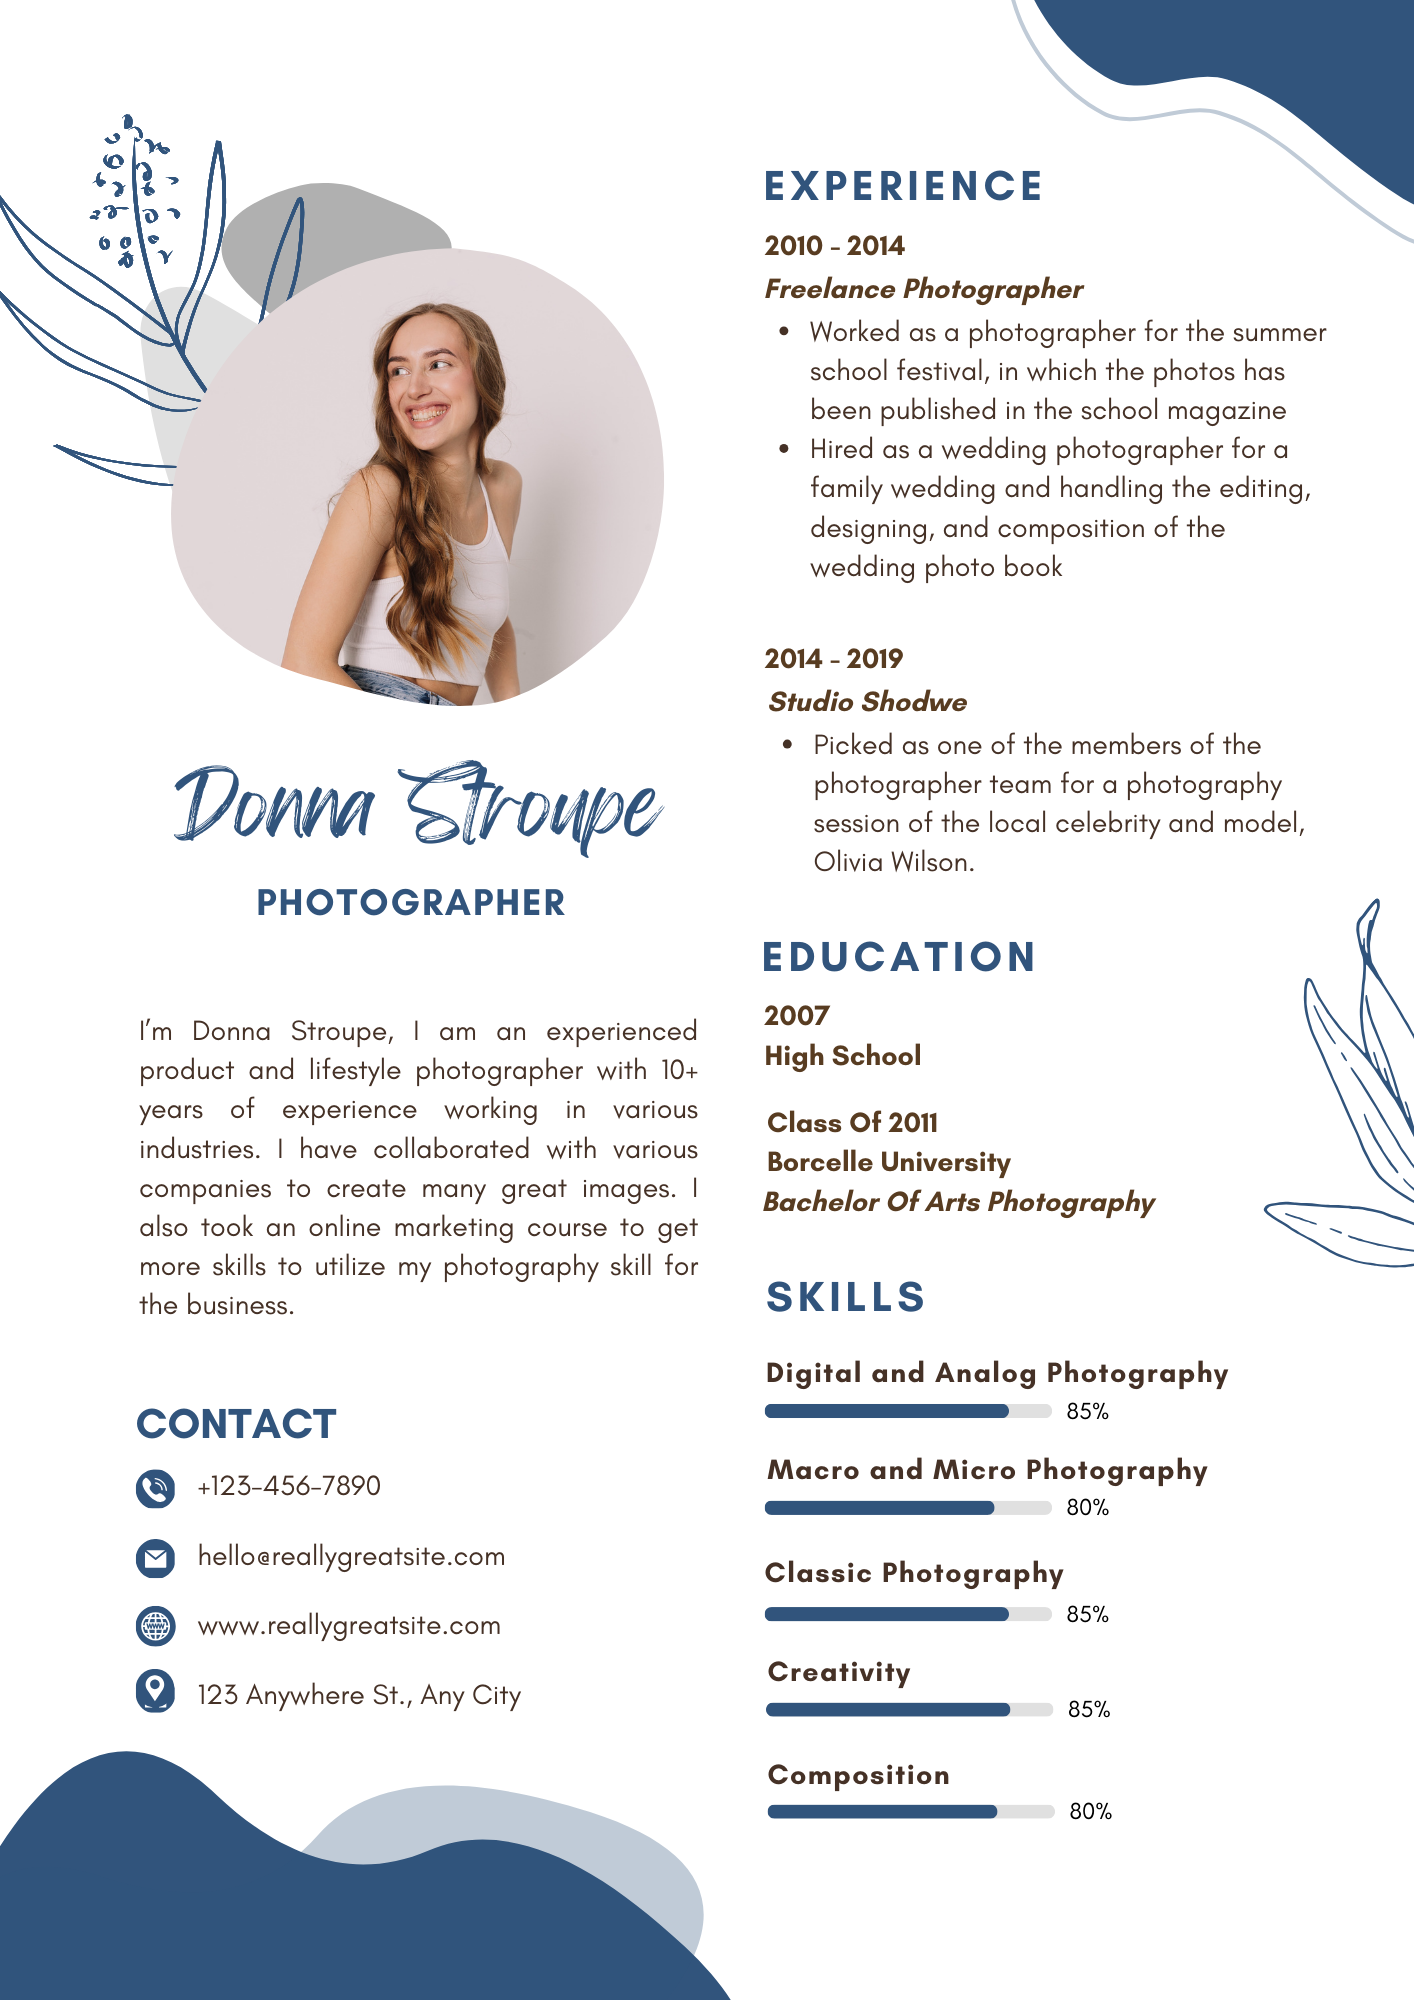 Donna Stroupe
PHOTOGRAPHER
I'm Donna Stroupe, I am an experienced
product and lifestyle photographer with 10+
years of experience working in various
industries. I have collaborated with various
companies to create many great images. I
also took an online marketing course to get
more skills to utilize my photography skill for
the business.
CONTACT
+123-456-7890
hello@reallygreatsite.com
www
www.reallygreatsite.com
123 Anywhere St., Any City
EXPERIENCE
2010 - 2014
Freelance Photographer
• Worked as a photographer for the summer
school festival, in which the photos has
been published in the school magazine
• Hired as a wedding photographer for a
family wedding and handling the editing,
designing, and composition of the
wedding photo book
2014 - 2019
Studio Shodwe
• Picked as one of the members of the
photographer team for a photography
session of the local celebrity and model,
Olivia Wilson.
EDUCATION
2007
High School
Class Of 2011
Borcelle University
Bachelor Of Arts Photography
SKILLS
Digital and Analog Photography
85%
Macro and Micro Photography
80%
Classic Photography
85%
Creativity
85%
Composition
80%